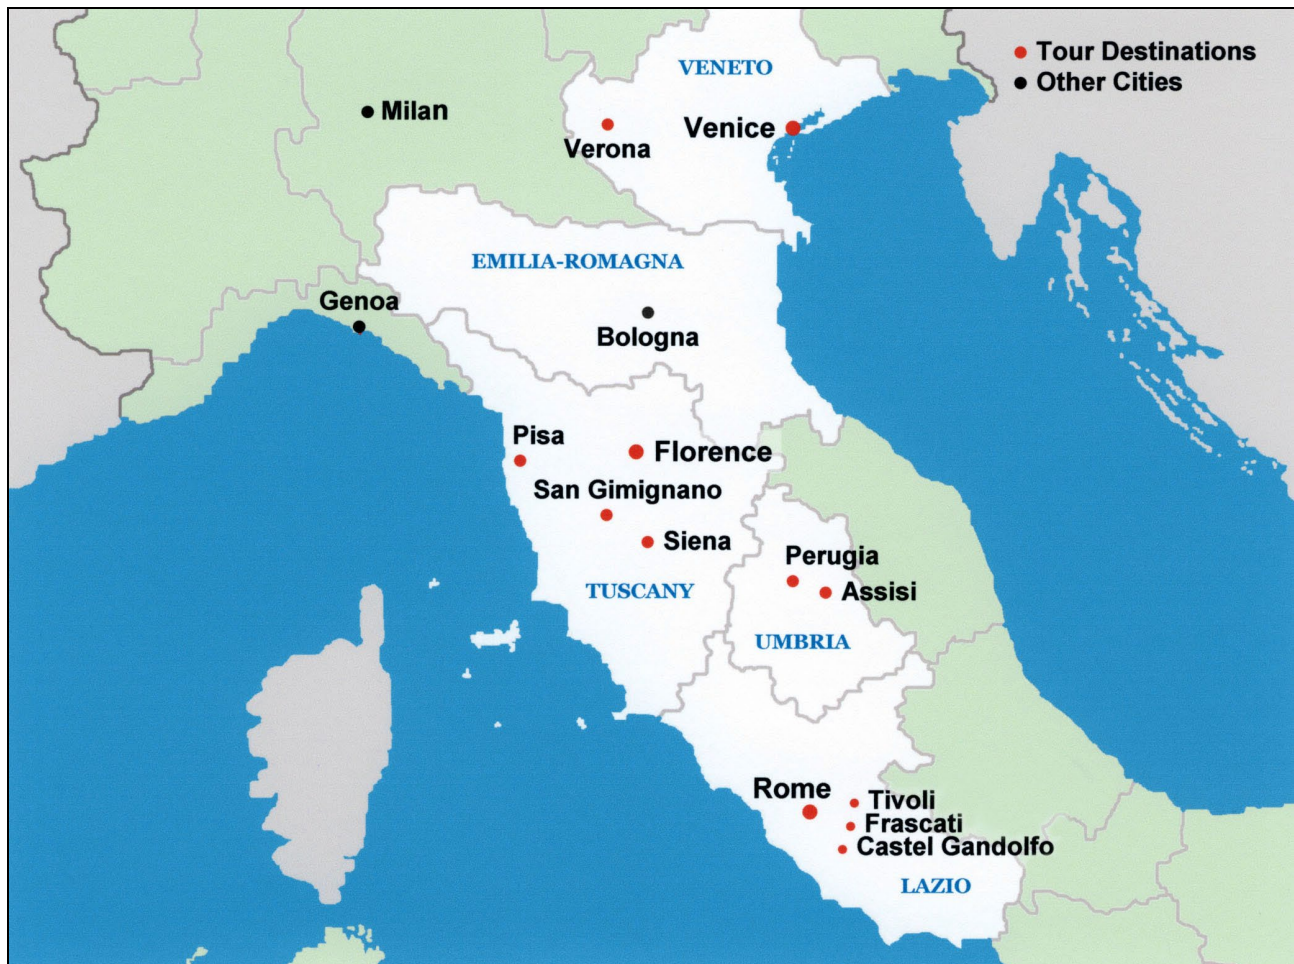 VENETO
Tour Destinations
Other Cities
Milan
Venice
Verona
EMILIA-ROMAGNA
Genoa
Bologna
Pisa
Florence
San Gimignano
Siena
Perugia
TUSCANY
Assisi
UMBRIA
Rome
Tivoli
Frascati
Castel Gandolfo
LAZIO